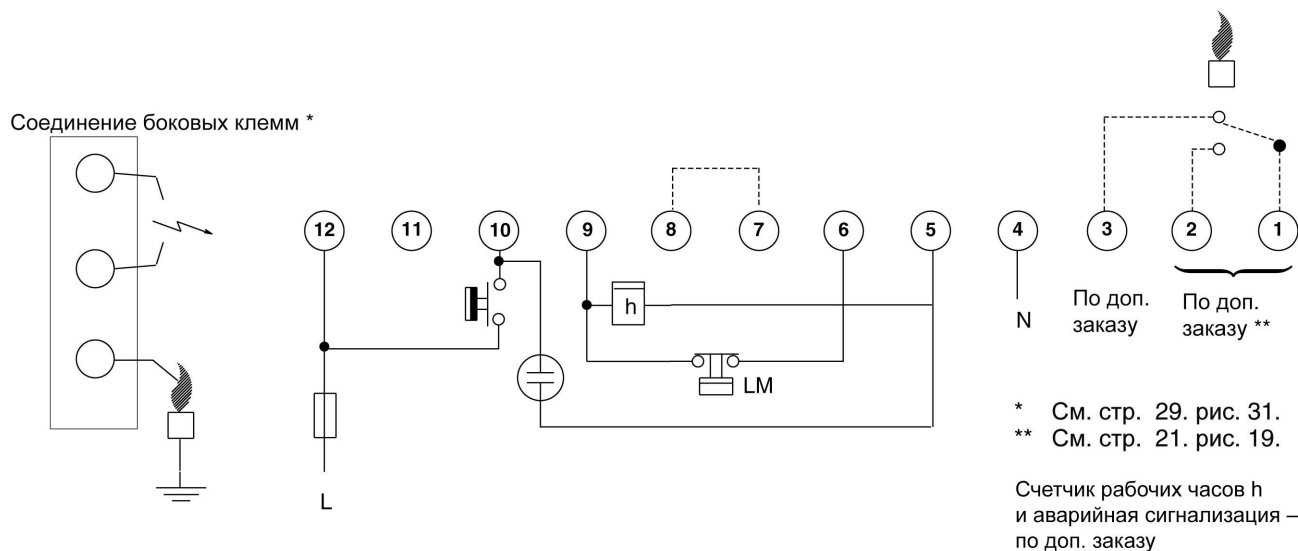 Соединение боковых клемм *
12
11
10
9
8
7
6
5
4
3
2
1
h
LM
L
N
По доп.
заказу
По доп.
заказу **
* См. стр. 29. рис. 31.
** См. стр. 21. рис. 19.
Счетчик рабочих часов h
и аварийная сигнализация –
по доп. заказу